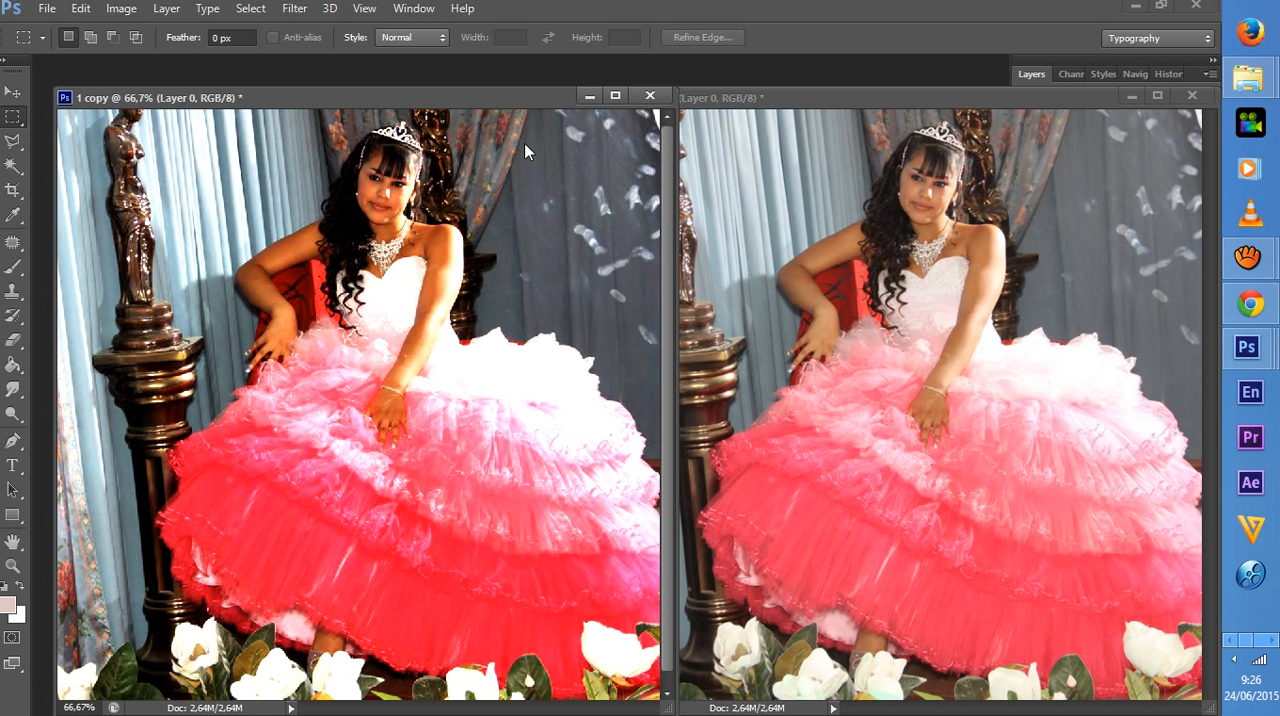 Ps File Edit Image Layer Type Select Filter 3D View Window Help
Feather: 0 px Anti-alias Style: Normal Width: Height: Refine Edge... Typography
Layers Chanr Styles Navig Histor
Ps 1 copy @ 66,7% (Layer 0, RGB/8) *
(Layer 0, RGB/8) *
T
Ps
En
Pr
Ae
66,67% Doc: 2,64M/2,64M
Doc: 2,64M/2,64M
9:26
24/06/2015